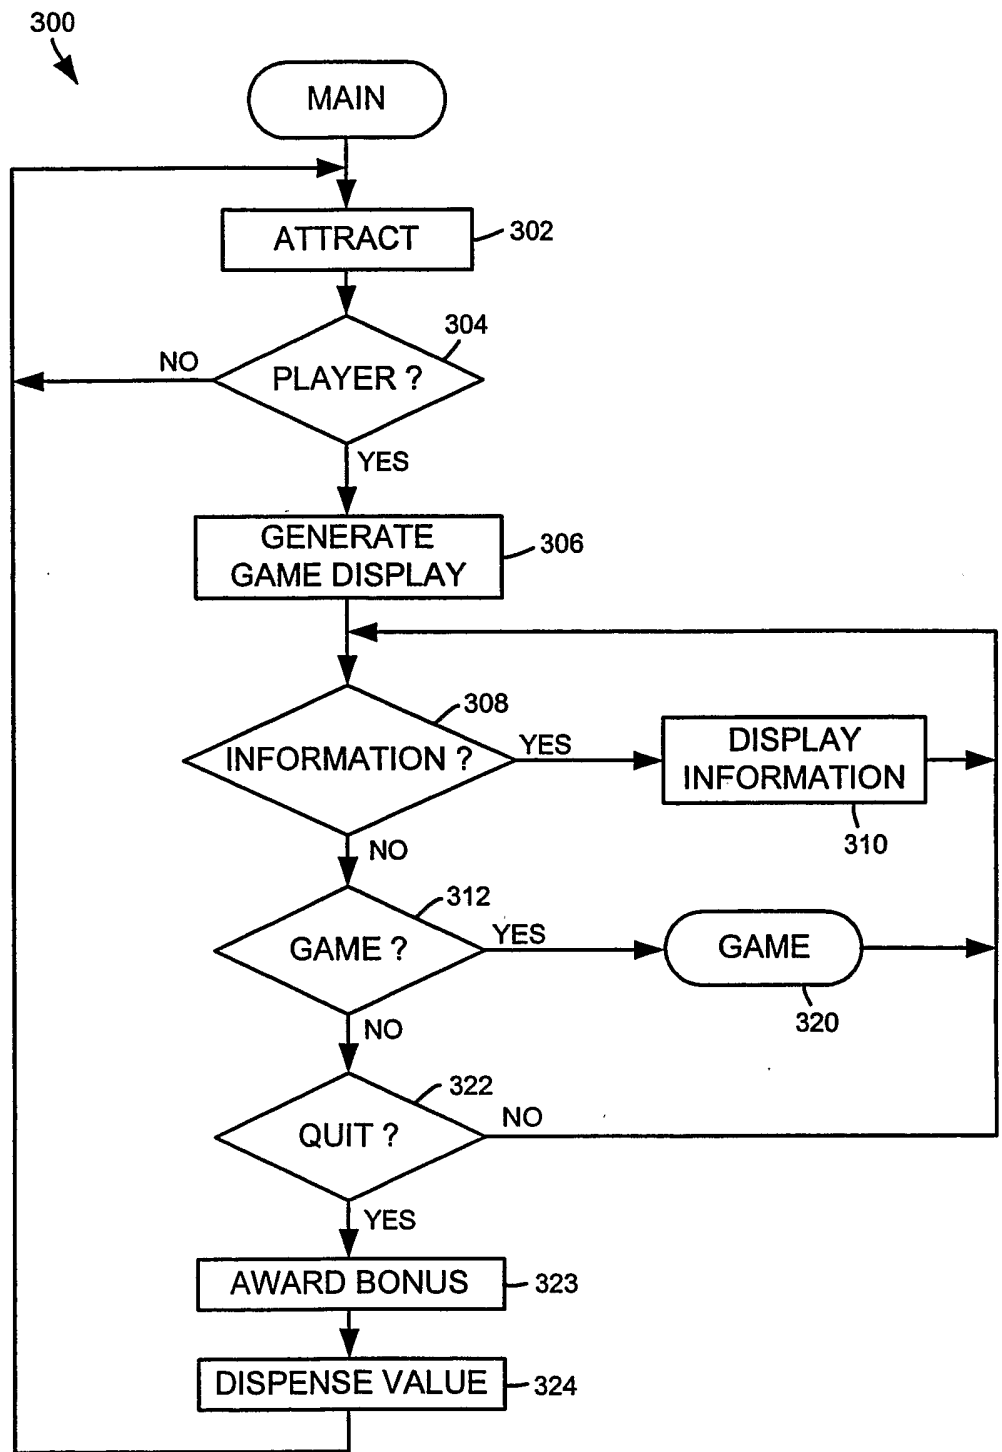 300
MAIN
ATTRACT
302
304
PLAYER ?
NO
YES
GENERATE
GAME DISPLAY
306
308
INFORMATION ?
YES
DISPLAY
INFORMATION
310
NO
312
GAME ?
YES
GAME
320
NO
322
QUIT ?
NO
YES
AWARD BONUS
323
DISPENSE VALUE
324